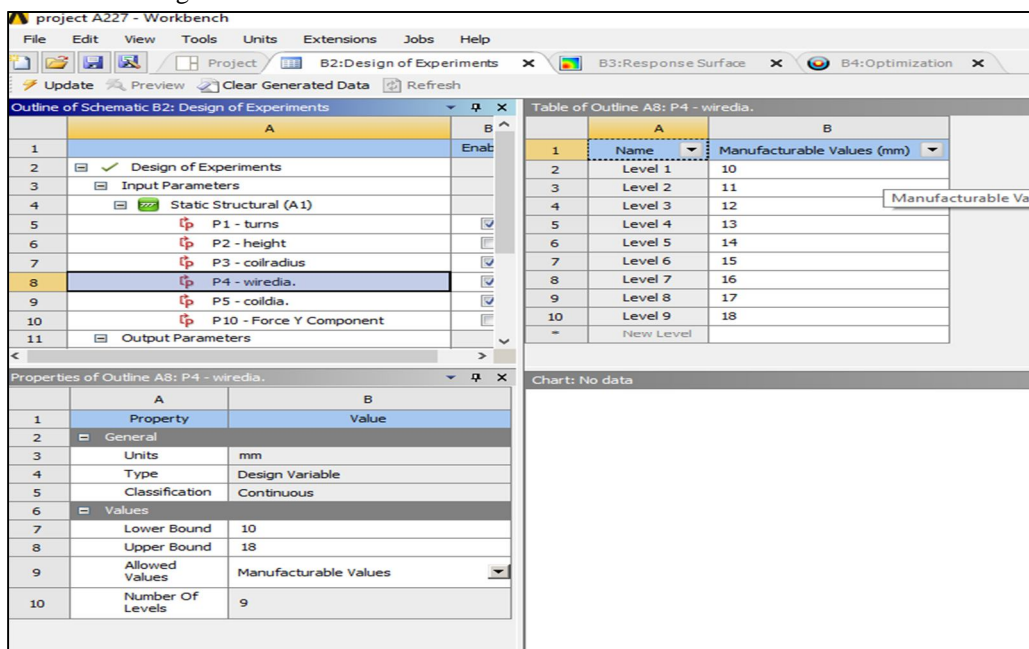 project A227 - Workbench
File Edit View Tools Units Extensions Jobs Help
Project B2:Design of Experiments B3:Response Surface B4:Optimization
Update Preview Clear Generated Data Refresh
Outline of Schematic B2: Design of Experiments
A B
1 Enab
2 Design of Experiments
3 Input Parameters
4 Static Structural (A1)
5 P1 - turns
6 P2 - height
7 P3 - coilradius
8 P4 - wiredia.
9 P5 - coildia.
10 P10 - Force Y Component
11 Output Parameters
Properties of Outline A8: P4 - wiredia.
A B
1 Property Value
2 General
3 Units mm
4 Type Design Variable
5 Classification Continuous
6 Values
7 Lower Bound 10
8 Upper Bound 18
9 Allowed Values Manufacturable Values
10 Number Of Levels 9
Table of Outline A8: P4 - wiredia.
A B
1 Name Manufacturable Values (mm)
2 Level 1 10
3 Level 2 11
4 Level 3 12
5 Level 4 13
6 Level 5 14
7 Level 6 15
8 Level 7 16
9 Level 8 17
10 Level 9 18
* New Level
Manufacturable Va
Chart: No data